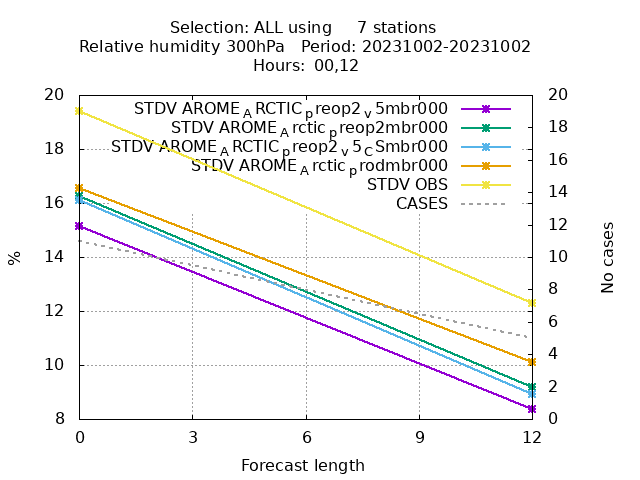 Selection: ALL using     7 stations
Relative humidity 300hPa   Period: 20231002-20231002
Hours: 00,12
STDV AROME_ARCTIC_preop2_v5mbr000
STDV AROME_Arctic_preop2mbr000
STDV AROME_ARCTIC_preop2_v5_CSmbr000
STDV AROME_Arctic_prodmbr000
STDV OBS
CASES
%
20
18
16
14
12
10
8
No cases
20
18
16
14
12
10
8
6
4
2
0
0 3 6 9 12
Forecast length